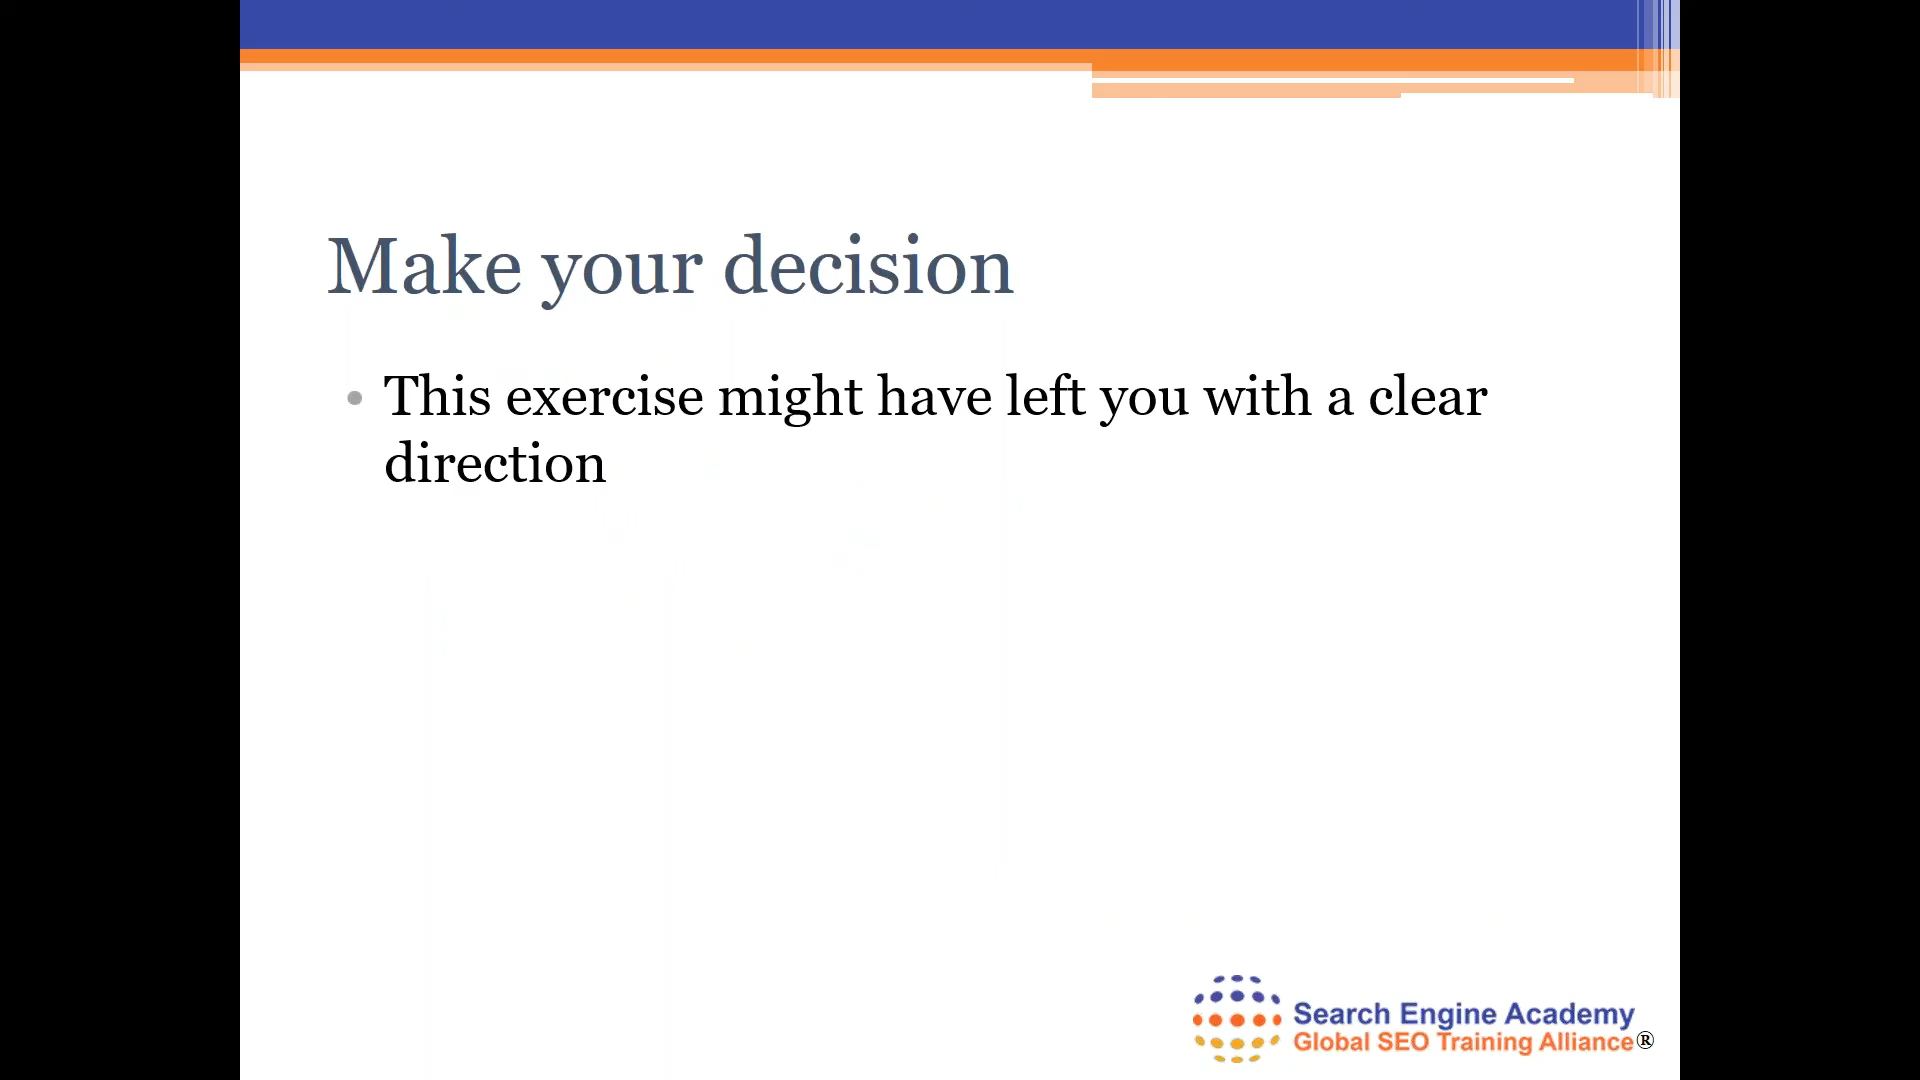 Make your decision
• This exercise might have left you with a clear
direction
Search Engine Academy
Global SEO Training Alliance®